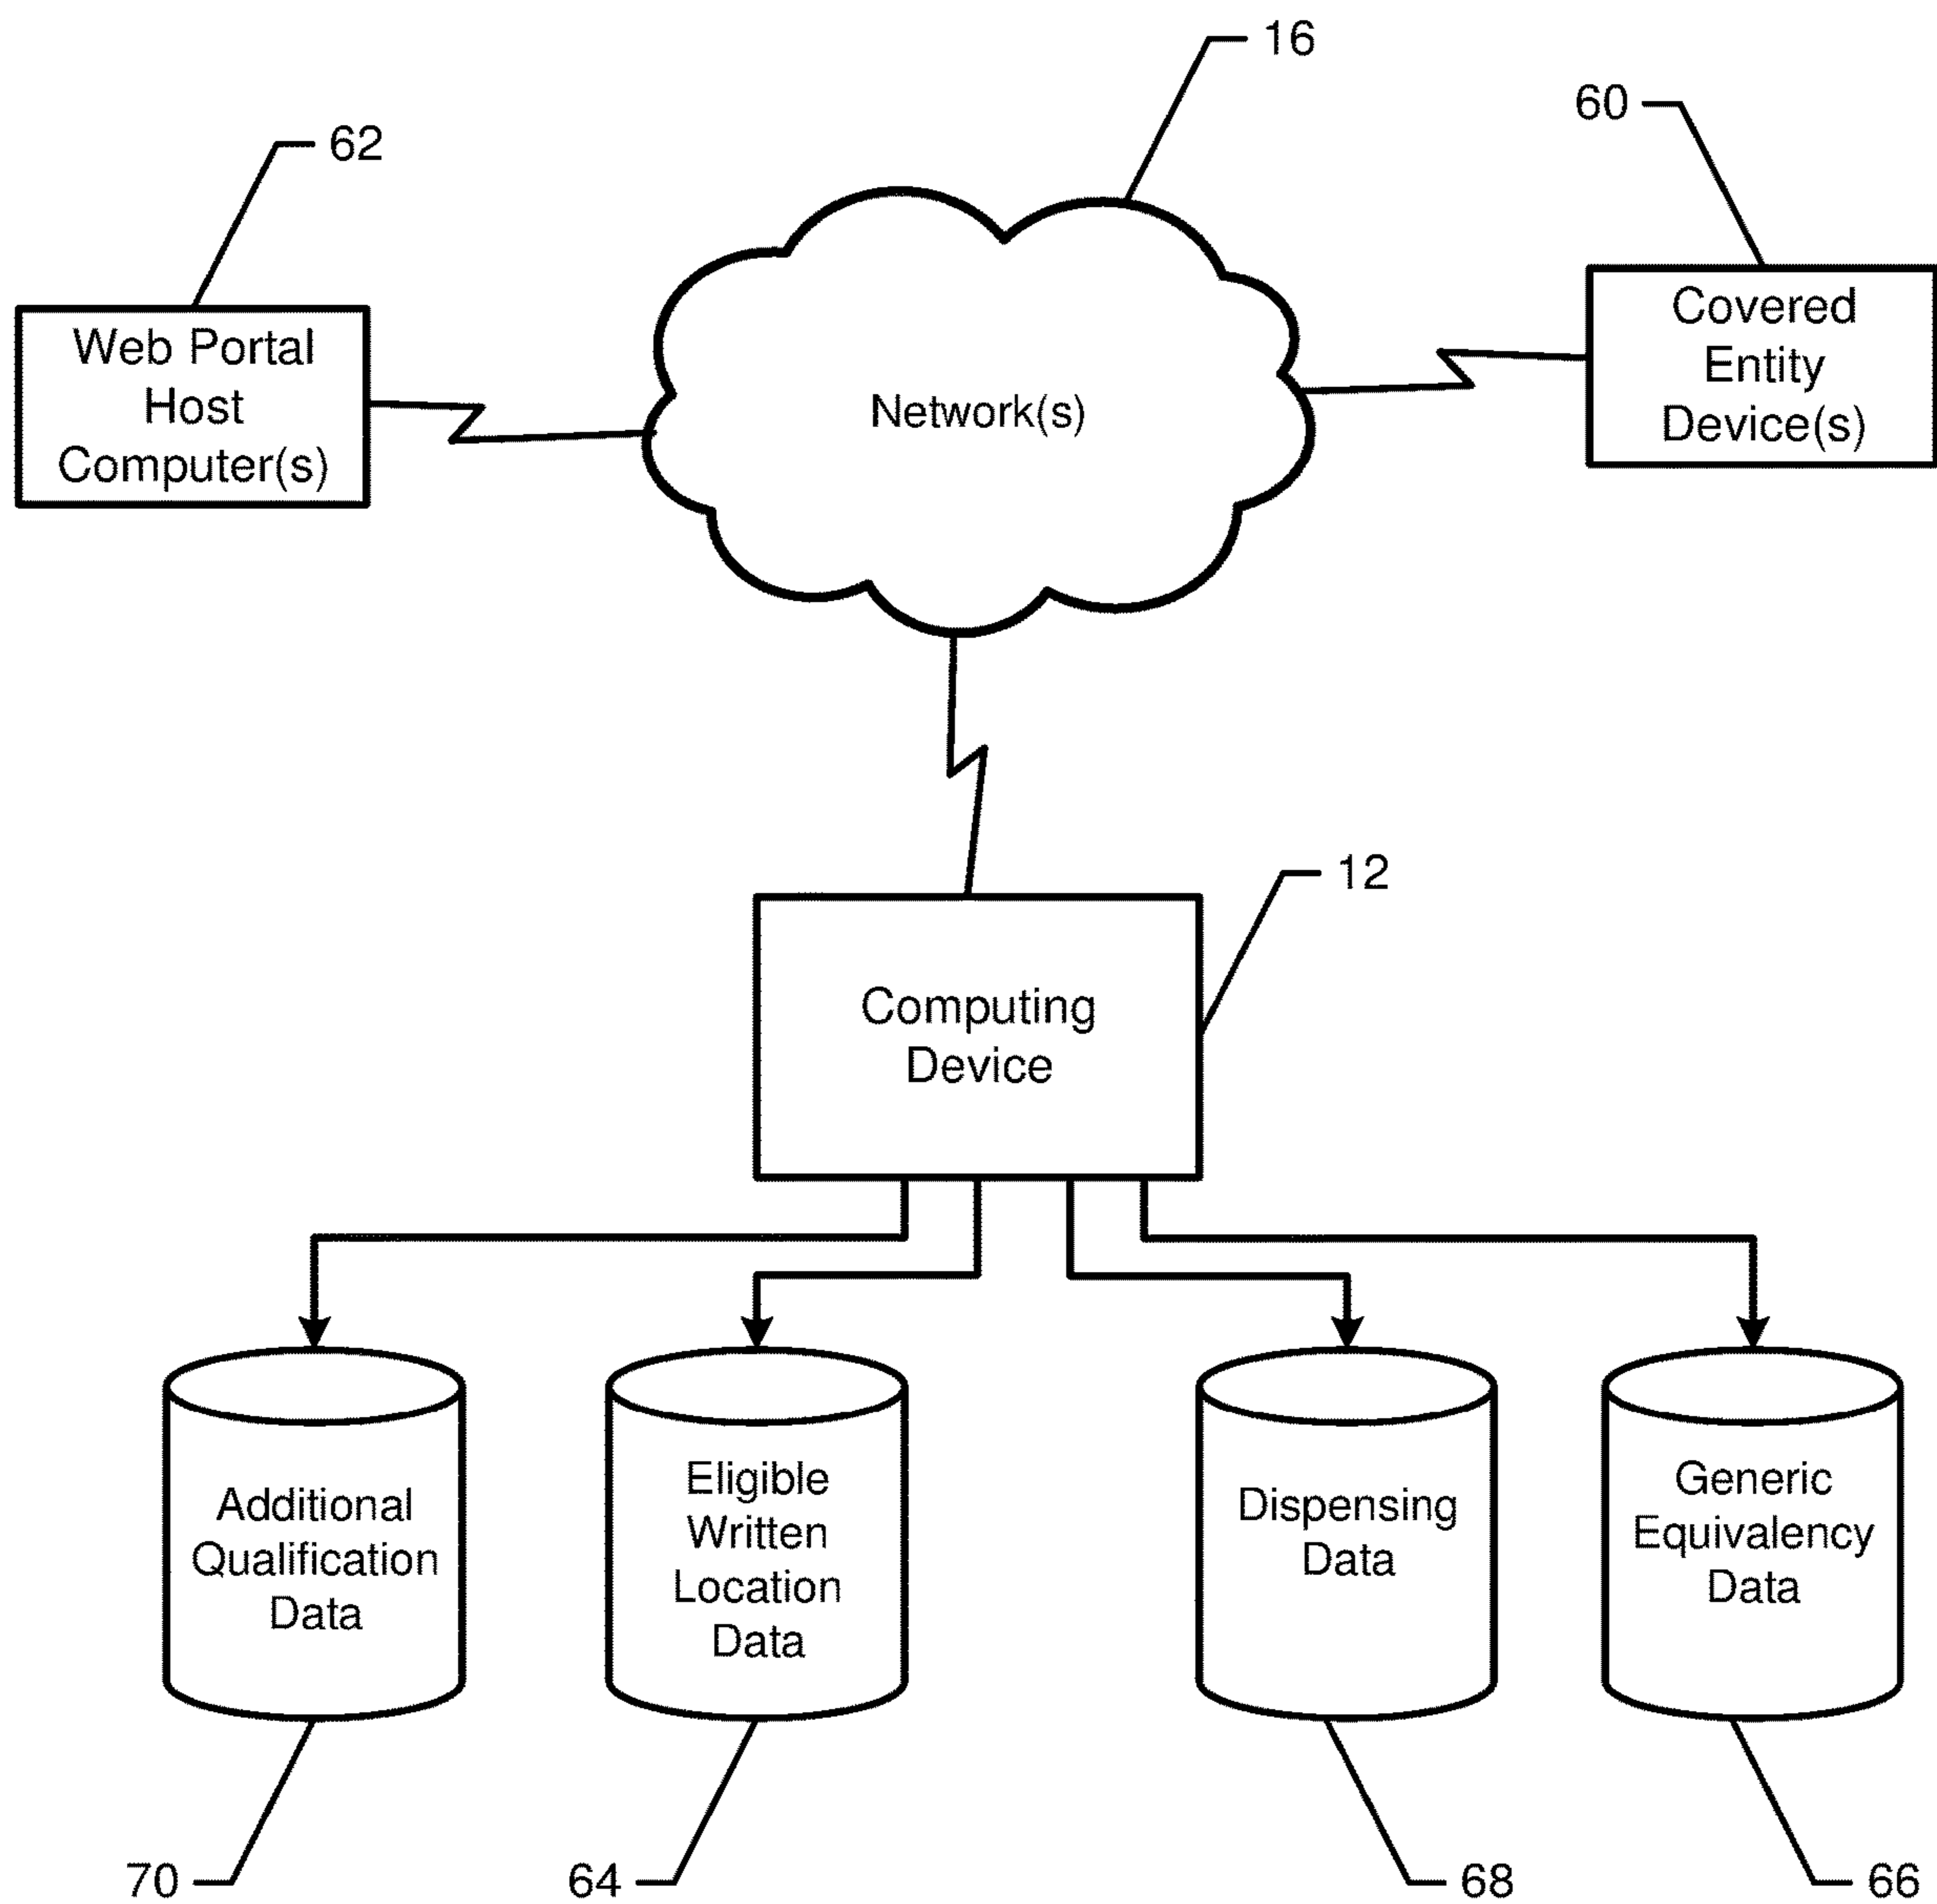 16
60
62
Web Portal
Host
Computer(s)
Network(s)
Covered
Entity
Device(s)
12
Computing
Device
Additional
Qualification
Data
Eligible
Written
Location
Data
Dispensing
Data
Generic
Equivalency
Data
70
64
68
66